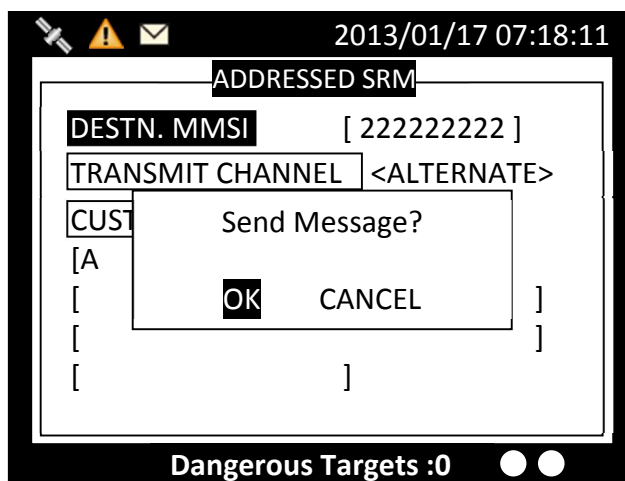 2013/01/17 07:18:11
ADDRESSED SRM
DESTN. MMSI [ 222222222 ]
TRANSMIT CHANNEL <ALTERNATE>
CUST
Send Message?
[A
OK CANCEL
[ ]
[ ]
[ ]
Dangerous Targets :0